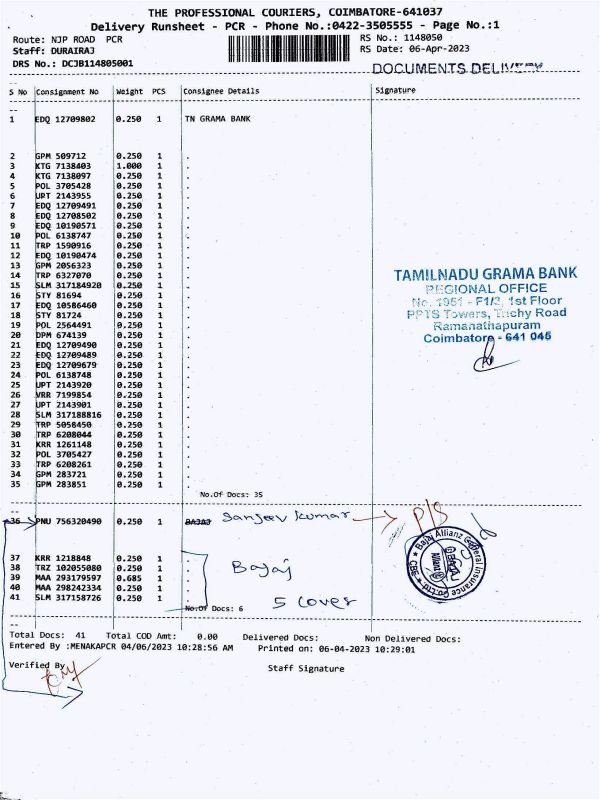 THE PROFESSIONAL COURIERS, COIMBATORE-641037
Delivery Runsheet - PCR - Phone No.:0422-3505555 - Page No.:1
Route: NJP ROAD PCR RS No.: 1148050
Staff: DURAIRAJ RS Date: 06-Apr-2023
DRS No.: DCJB114805001
DOCUMENTS DELIVERY
S No Consignment No Weight PCS Consignee Details Signature
1 EDQ 12709802 0.250 1 TN GRAMA BANK
2 GPM 509712 0.250 1 .
3 KTG 7138403 1.000 1 .
4 KTG 7138097 0.250 1 .
5 POL 3705428 0.250 1 .
6 UPT 2143955 0.250 1 .
7 EDQ 12709491 0.250 1 .
8 EDQ 12708502 0.250 1 .
9 EDQ 10190571 0.250 1 .
10 POL 6138747 0.250 1 .
11 TRP 1590916 0.250 1 .
12 EDQ 10190474 0.250 1 .
13 GPM 2056323 0.250 1 .
14 TRP 6327070 0.250 1 .
15 SLM 317184920 0.250 1 .
16 STY 81694 0.250 1 .
17 EDQ 10586460 0.250 1 .
18 STY 81724 0.250 1 .
19 POL 2564491 0.250 1 .
20 DPM 674139 0.250 1 .
21 EDQ 12709490 0.250 1 .
22 EDQ 12709489 0.250 1 .
23 EDQ 12709679 0.250 1 .
24 POL 6138748 0.250 1 .
25 UPT 2143920 0.250 1 .
26 VRR 7199854 0.250 1 .
27 UPT 2143901 0.250 1 .
28 SLM 317188816 0.250 1 .
29 TRP 5058450 0.250 1 .
30 TRP 6208044 0.250 1 .
31 KRR 1261148 0.250 1 .
32 POL 3705427 0.250 1 .
33 TRP 6208261 0.250 1 .
34 GPM 283721 0.250 1 .
35 GPM 283851 0.250 1 .
TAMILNADU GRAMA BANK
REGIONAL OFFICE
No. 1951 - F1/3, 1st Floor
PPTS Towers, Trichy Road
Ramanathapuram
Coimbatore - 641 045
No.Of Docs: 35
36 PNU 756320490 0.250 1 BAJAJ Sanjeev kumar P/S
37 KRR 1218848 0.250 1 .
38 TRZ 102055080 0.250 1 .
39 MAA 293179597 0.685 1 .
40 MAA 298242334 0.250 1 .
41 SLM 317158726 0.250 1 .
Bajaj
5 cover
Bajaj Allianz General Insurance Co.Ltd.
CBE
Allianz
No.Of Docs: 6
Total Docs: 41 Total COD Amt: 0.00 Delivered Docs: Non Delivered Docs:
Entered By :MENAKAPCR 04/06/2023 10:28:56 AM Printed on: 06-04-2023 10:29:01
Verified By
Staff Signature